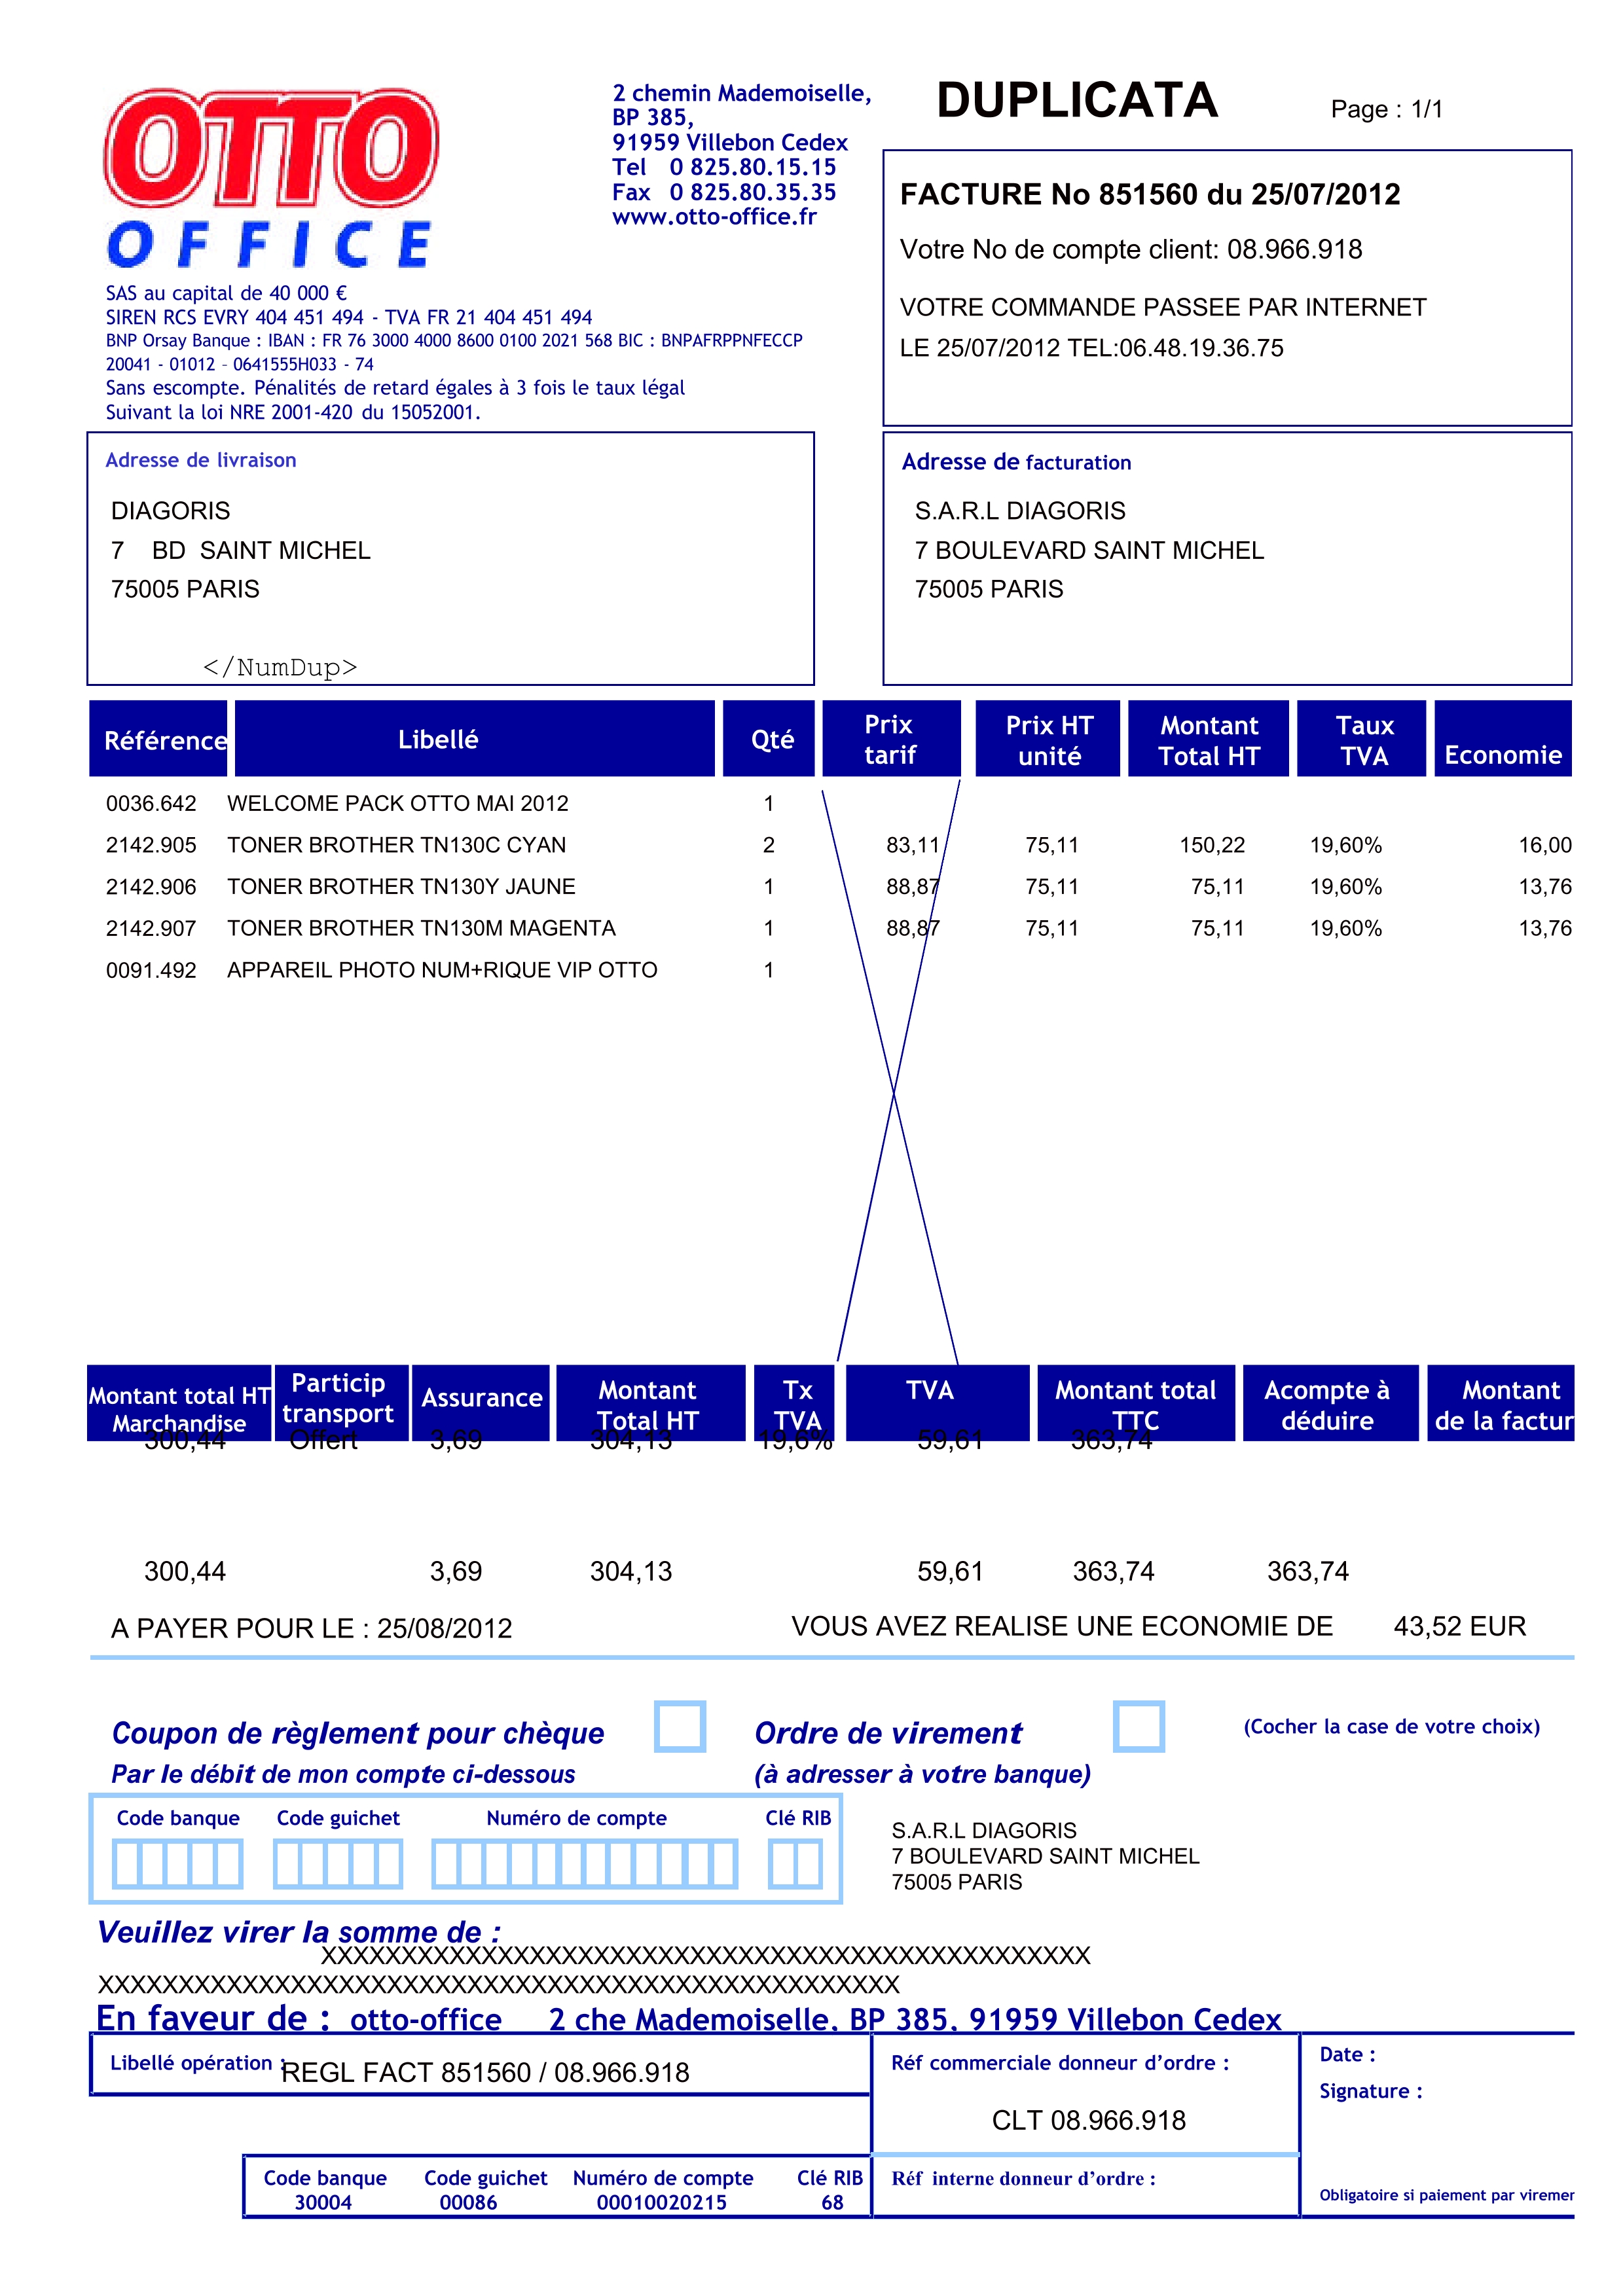 OTTO
OFFICE
2 chemin Mademoiselle,
BP 385,
91959 Villebon Cedex
Tel 0 825.80.15.15
Fax 0 825.80.35.35
www.otto-office.fr
DUPLICATA
Page : 1/1
FACTURE No 851560 du 25/07/2012
Votre No de compte client: 08.966.918
VOTRE COMMANDE PASSEE PAR INTERNET
LE 25/07/2012 TEL:06.48.19.36.75
SAS au capital de 40 000 €
SIREN RCS EVRY 404 451 494 - TVA FR 21 404 451 494
BNP Orsay Banque : IBAN : FR 76 3000 4000 8600 0100 2021 568 BIC : BNPAFRPPNFECCP
20041 - 01012 - 0641555H033 - 74
Sans escompte. Pénalités de retard égales à 3 fois le taux légal
Suivant la loi NRE 2001-420 du 15052001.
Adresse de livraison
DIAGORIS
7 BD SAINT MICHEL
75005 PARIS
</NumDup>
Adresse de facturation
S.A.R.L DIAGORIS
7 BOULEVARD SAINT MICHEL
75005 PARIS
Référence Libellé Qté Prix tarif Prix HT unité Montant Total HT Taux TVA Economie
0036.642 WELCOME PACK OTTO MAI 2012 1
2142.905 TONER BROTHER TN130C CYAN 2 83,11 75,11 150,22 19,60% 16,00
2142.906 TONER BROTHER TN130Y JAUNE 1 88,87 75,11 75,11 19,60% 13,76
2142.907 TONER BROTHER TN130M MAGENTA 1 88,87 75,11 75,11 19,60% 13,76
0091.492 APPAREIL PHOTO NUM+RIQUE VIP OTTO 1
Montant total HT Marchandise Particip transport Assurance Montant Total HT Tx TVA TVA Montant total TTC Acompte à déduire Montant de la factur
300,44 Offert 3,69 304,13 19,6% 59,61 363,74
300,44 3,69 304,13 59,61 363,74 363,74
A PAYER POUR LE : 25/08/2012 VOUS AVEZ REALISE UNE ECONOMIE DE 43,52 EUR
Coupon de règlement pour chèque Ordre de virement (Cocher la case de votre choix)
Par le débit de mon compte ci-dessous (à adresser à votre banque)
Code banque Code guichet Numéro de compte Clé RIB
S.A.R.L DIAGORIS
7 BOULEVARD SAINT MICHEL
75005 PARIS
Veuillez virer la somme de :
XXXXXXXXXXXXXXXXXXXXXXXXXXXXXXXXXXXXXXXXXXXXXXXX
XXXXXXXXXXXXXXXXXXXXXXXXXXXXXXXXXXXXXXXXXXXXXXXXXX
En faveur de : otto-office 2 che Mademoiselle, BP 385, 91959 Villebon Cedex
Libellé opération : REGL FACT 851560 / 08.966.918
Réf commerciale donneur d'ordre :
CLT 08.966.918
Date :
Signature :
Code banque Code guichet Numéro de compte Clé RIB
30004 00086 00010020215 68
Réf interne donneur d'ordre :
Obligatoire si paiement par viremer